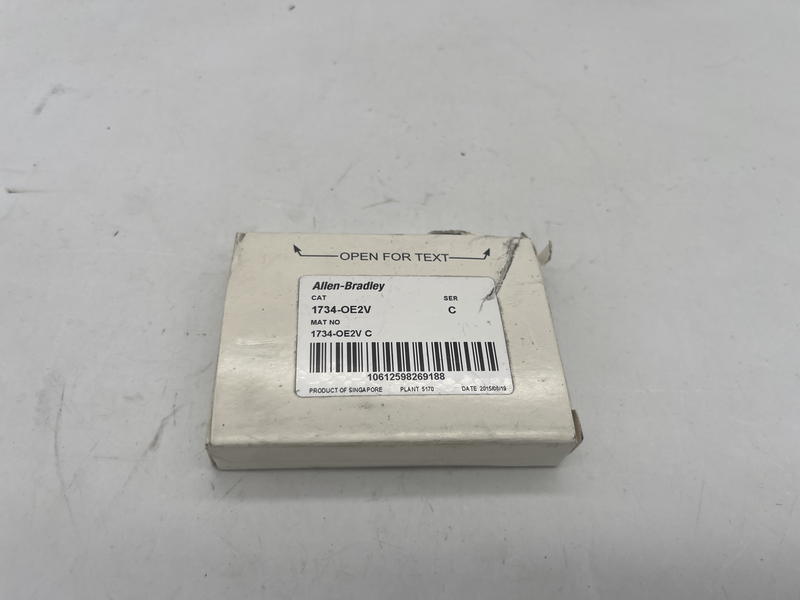 OPEN FOR TEXT
Allen-Bradley
CAT SER
1734-OE2V C
MAT NO
1734-OE2V C
10612598269188
PRODUCT OF SINGAPORE PLANT 5170 DATE 2015/08/19